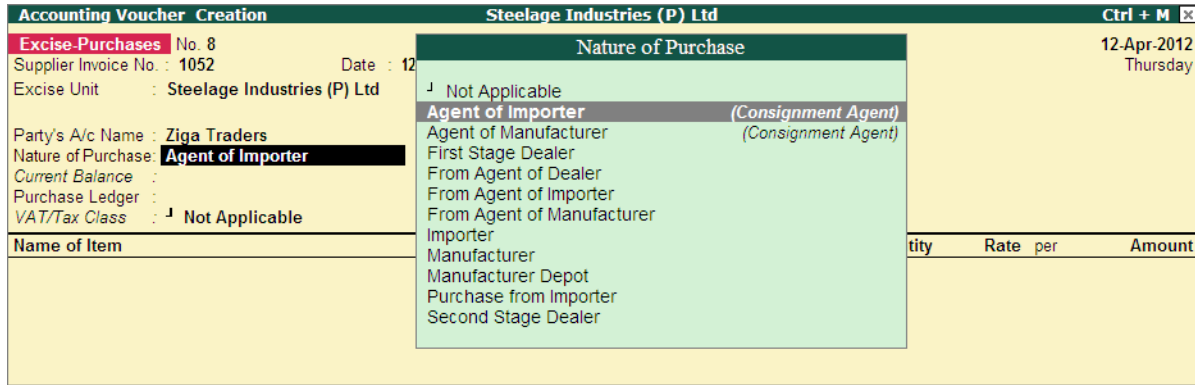 Accounting Voucher Creation Steelage Industries (P) Ltd Ctrl + M
Excise-Purchases No. 8 12-Apr-2012
Supplier Invoice No. : 1052 Date : 12 Thursday
Excise Unit : Steelage Industries (P) Ltd
Party's A/c Name : Ziga Traders
Nature of Purchase: Agent of Importer
Current Balance :
Purchase Ledger :
VAT/Tax Class : Not Applicable
Name of Item tity Rate per Amount
Nature of Purchase
Not Applicable
Agent of Importer (Consignment Agent)
Agent of Manufacturer (Consignment Agent)
First Stage Dealer
From Agent of Dealer
From Agent of Importer
From Agent of Manufacturer
Importer
Manufacturer
Manufacturer Depot
Purchase from Importer
Second Stage Dealer